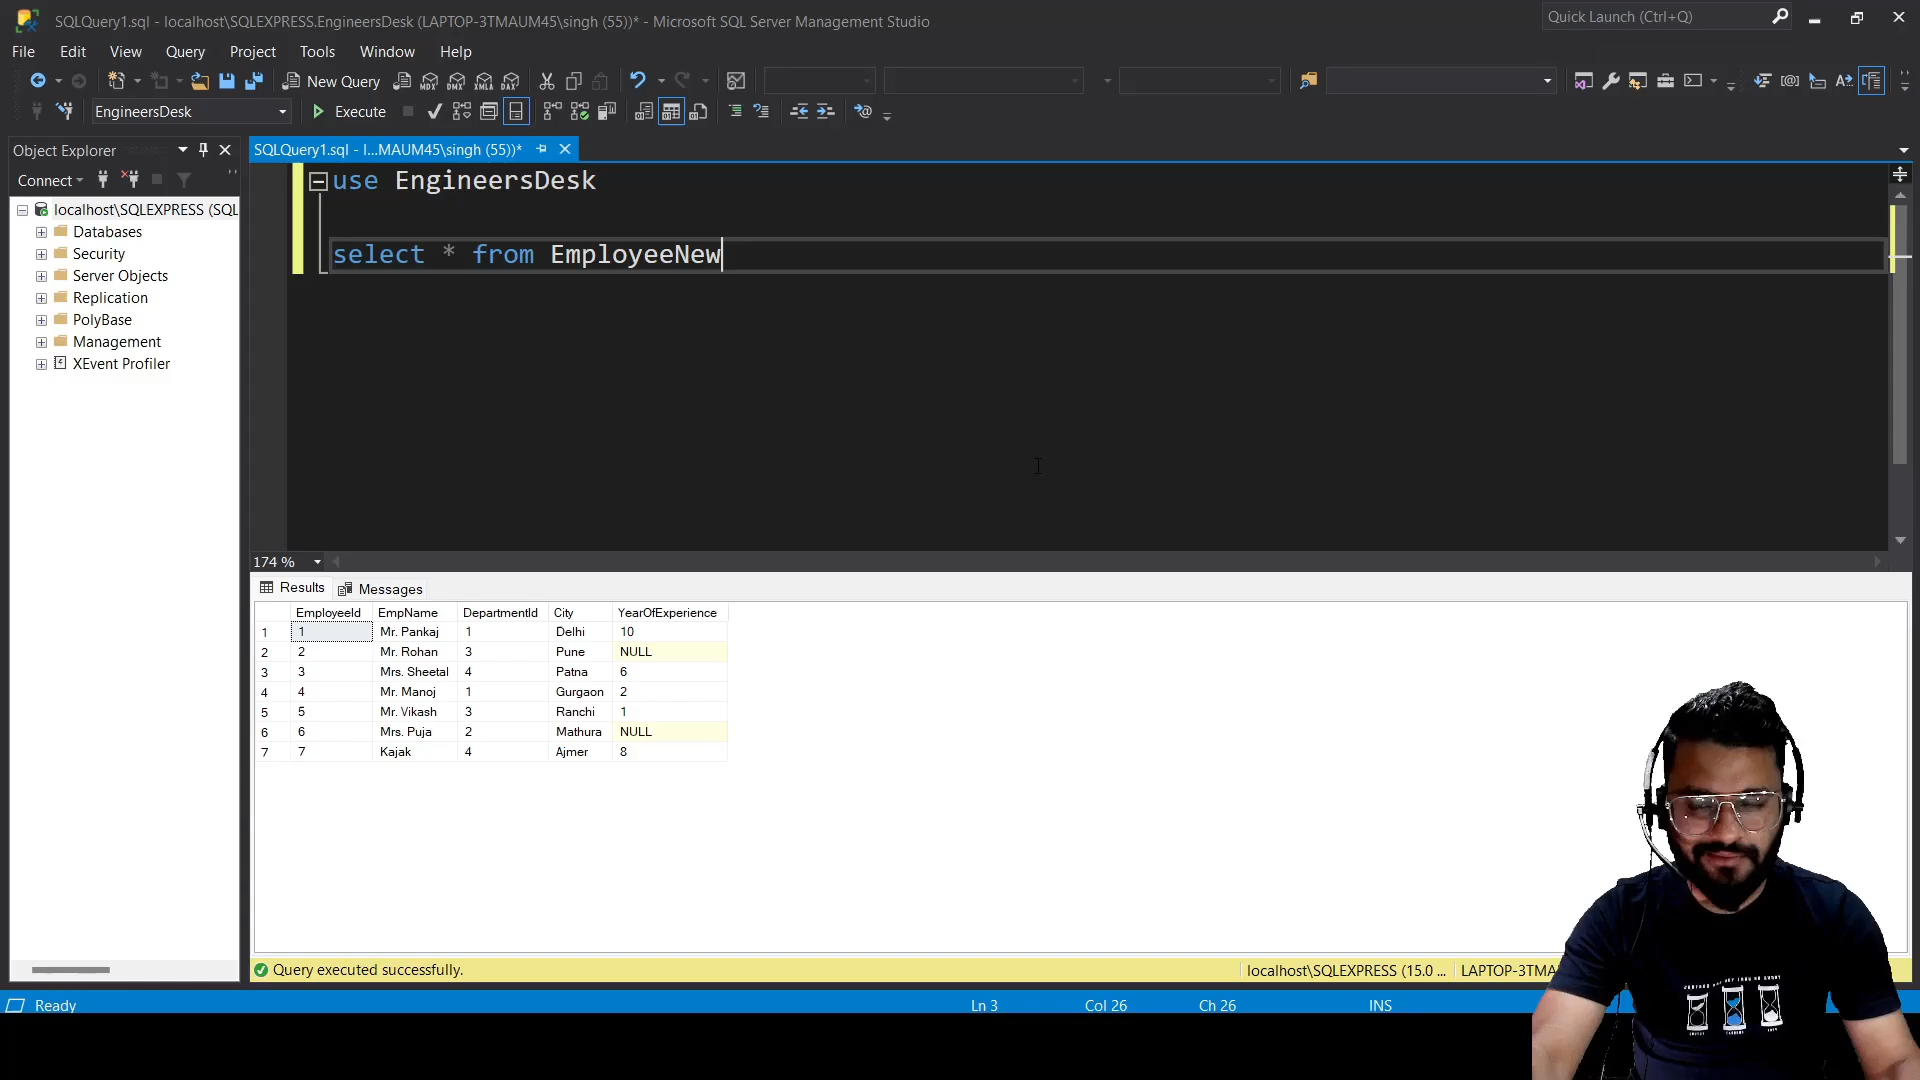 SQLQuery1.sql - localhost\SQLEXPRESS.EngineersDesk (LAPTOP-3TMAUM45\singh (55))* - Microsoft SQL Server Management Studio
Quick Launch (Ctrl+Q)
File Edit View Query Project Tools Window Help
New Query
EngineersDesk
Execute
Object Explorer
SQLQuery1.sql - l...MAUM45\singh (55))*
Connect
localhost\SQLEXPRESS (SQL
Databases
Security
Server Objects
Replication
PolyBase
Management
XEvent Profiler
use EngineersDesk
select * from EmployeeNew
174 %
Results Messages
EmployeeId EmpName DepartmentId City YearOfExperience
1 1 Mr. Pankaj 1 Delhi 10
2 2 Mr. Rohan 3 Pune NULL
3 3 Mrs. Sheetal 4 Patna 6
4 4 Mr. Manoj 1 Gurgaon 2
5 5 Mr. Vikash 3 Ranchi 1
6 6 Mrs. Puja 2 Mathura NULL
7 7 Kajak 4 Ajmer 8
Query executed successfully.
localhost\SQLEXPRESS (15.0 ...
LAPTOP-3TMA
Ready
Ln 3 Col 26 Ch 26 INS